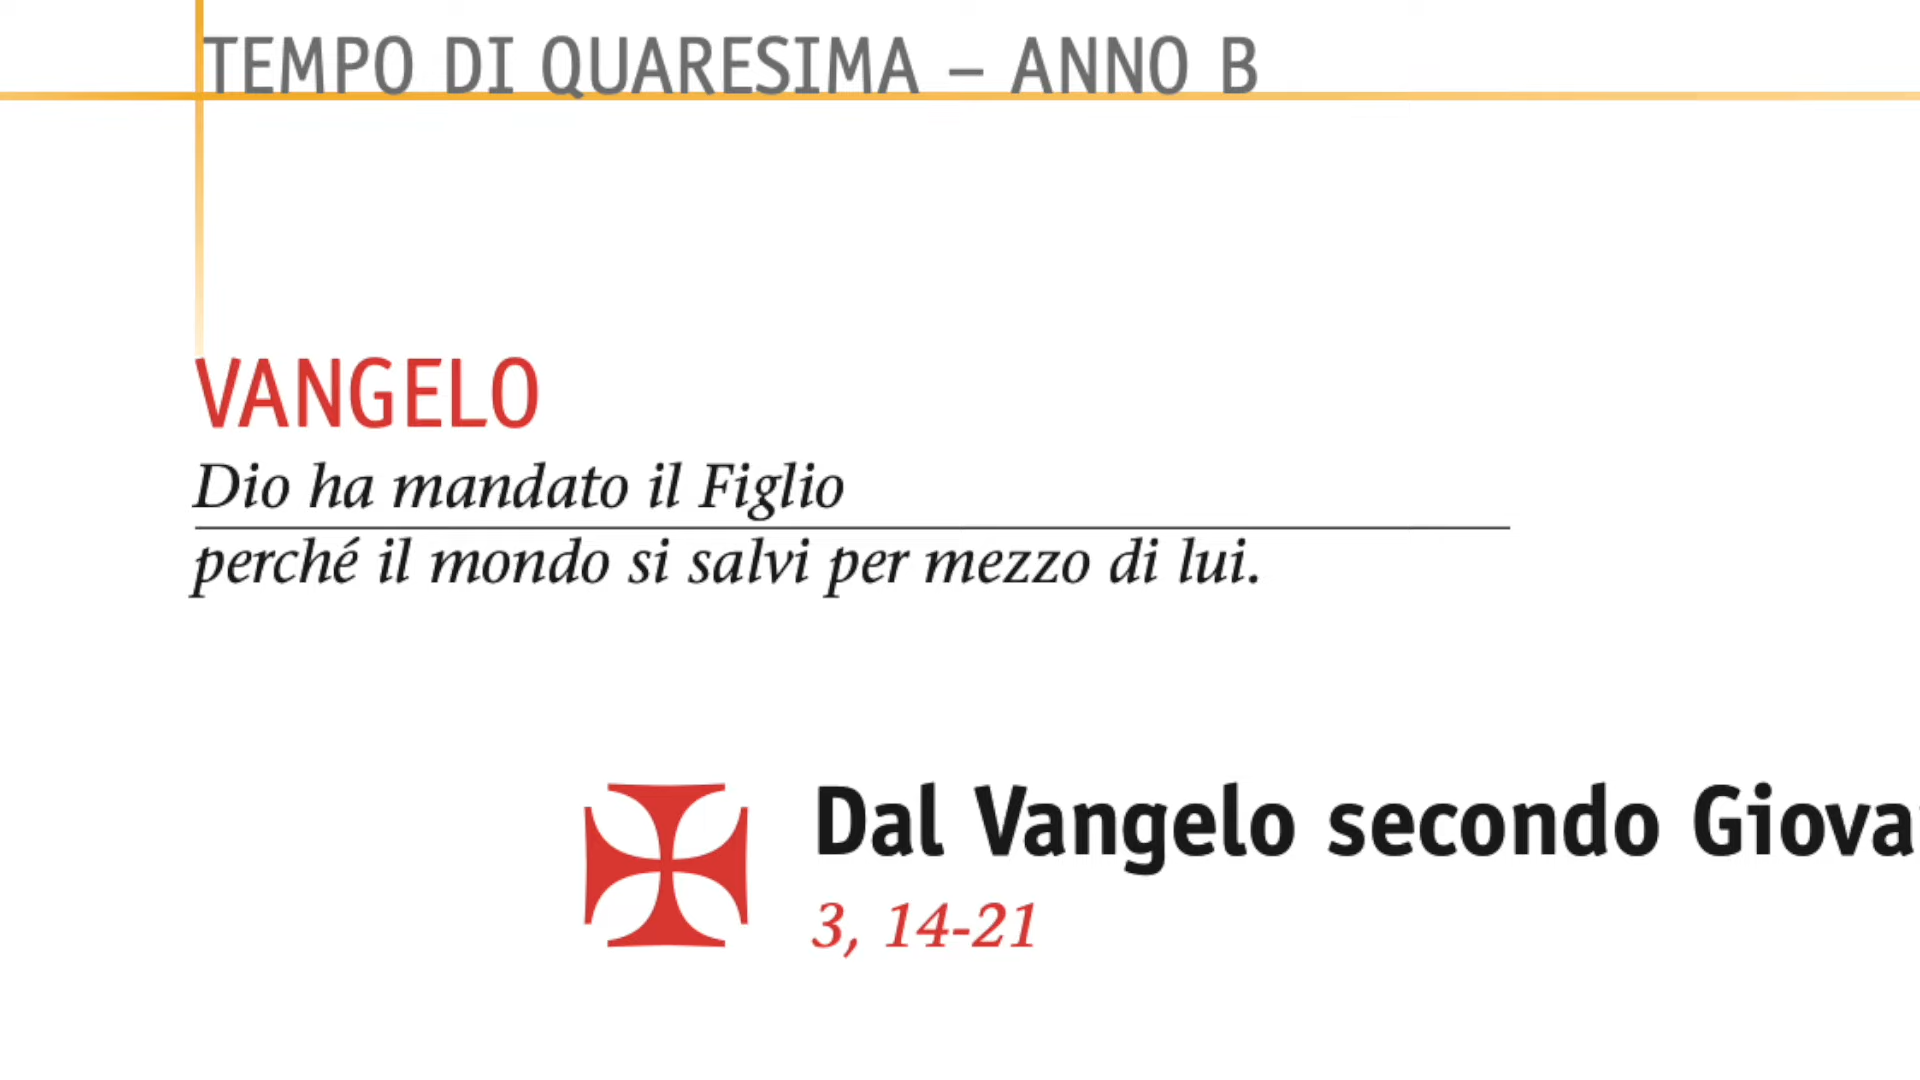 TEMPO DI QUARESIMA – ANNO B
VANGELO
Dio ha mandato il Figlio
perché il mondo si salvi per mezzo di lui.
Dal Vangelo secondo Giova
3, 14-21